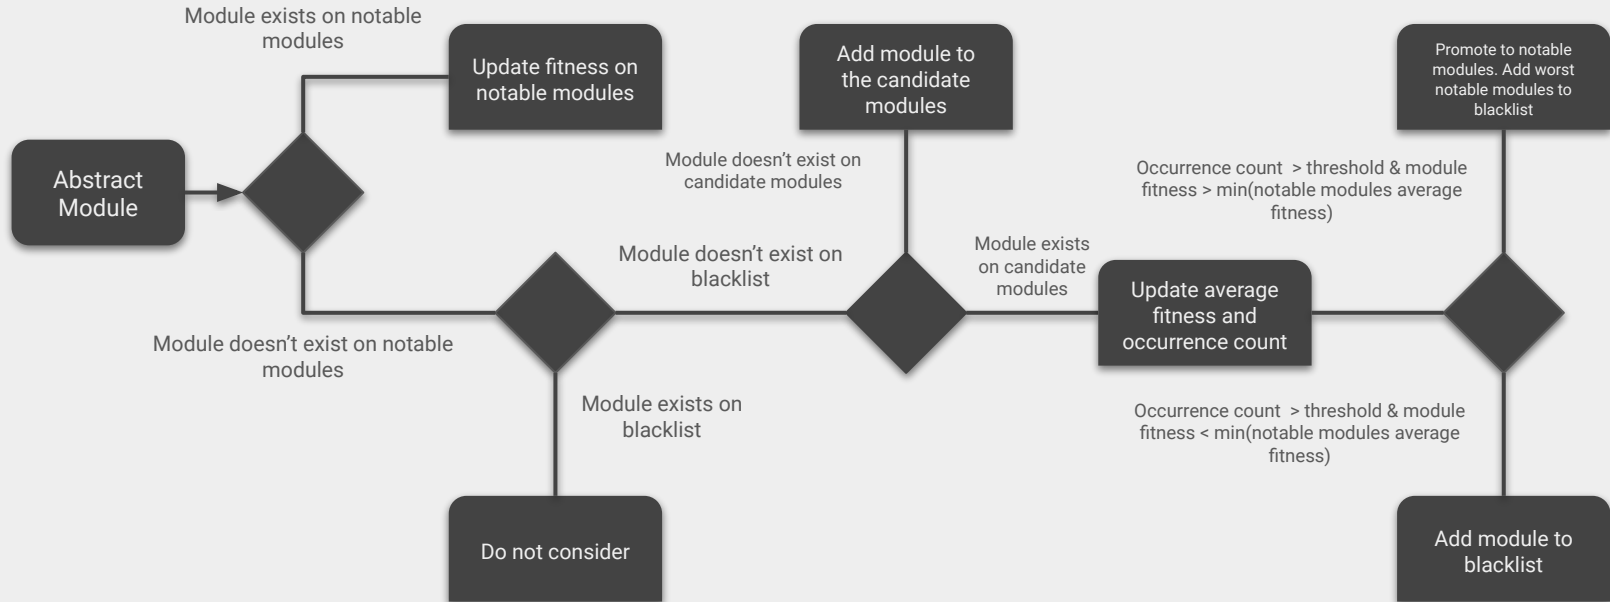 Module exists on notable
modules
Update fitness on
notable modules
Add module to
the candidate
modules
Promote to notable
modules. Add worst
notable modules to
blacklist
Abstract
Module
Module doesn’t exist on
candidate modules
Occurrence count  > threshold & module
fitness > min(notable modules average
fitness)
Module doesn’t exist on
blacklist
Module exists
on candidate
modules
Update average
fitness and
occurrence count
Module doesn’t exist on notable
modules
Module exists on
blacklist
Occurrence count  > threshold & module
fitness < min(notable modules average
fitness)
Do not consider
Add module to
blacklist